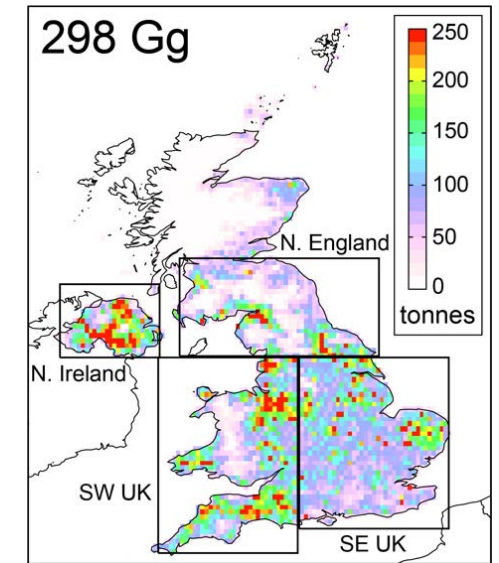 298 Gg
250
200
150
100
50
0
tonnes
N. England
N. Ireland
SW UK
SE UK